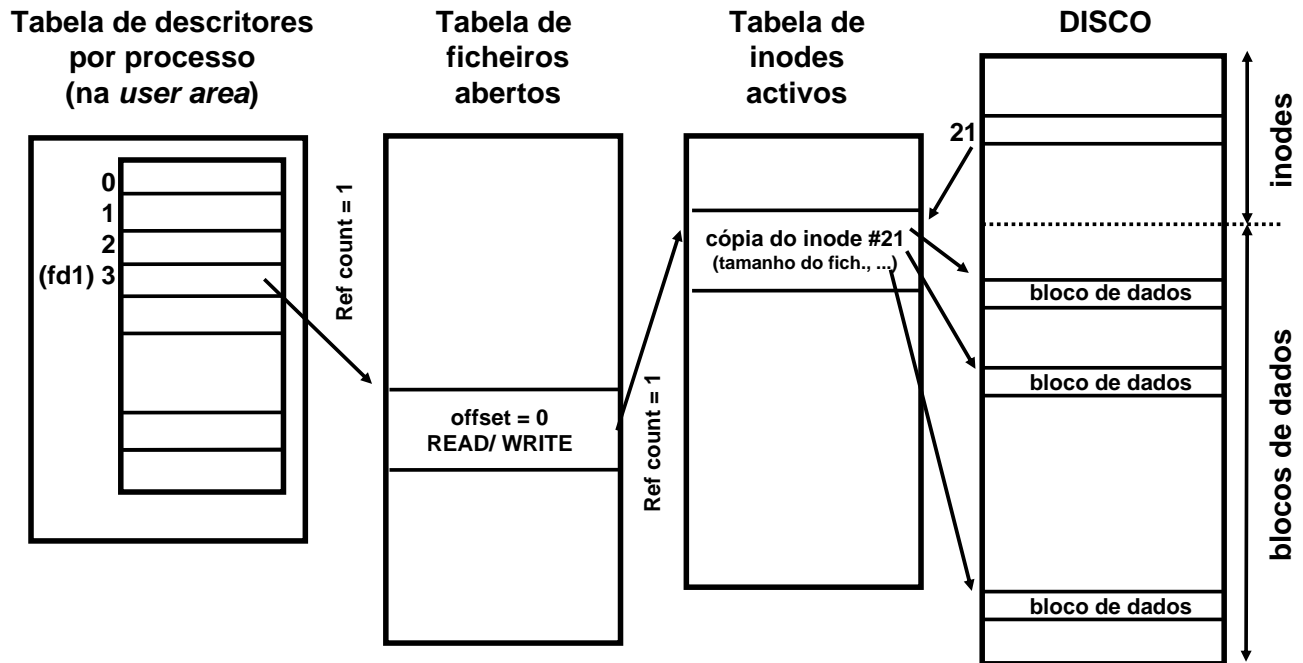 Tabela de descritores
por processo
(na user area)
Tabela de
ficheiros
abertos
Tabela de
inodes
activos
DISCO
0
1
2
(fd1) 3
Ref count = 1
offset = 0
READ/ WRITE
Ref count = 1
cópia do inode #21
(tamanho do fich., ...)
21
bloco de dados
bloco de dados
bloco de dados
inodes
blocos de dados